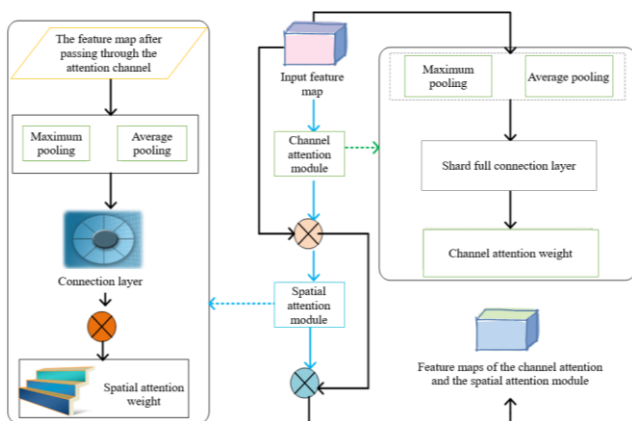 The feature map after
passing through the
attention channel
Maximum
pooling
Average
pooling
Connection layer
Spatial attention
weight
Input feature
map
Channel
attention
module
Spatial
attention
module
Maximum
pooling
Average pooling
Shard full connection layer
Channel attention weight
Feature maps of the channel attention
and the spatial attention module